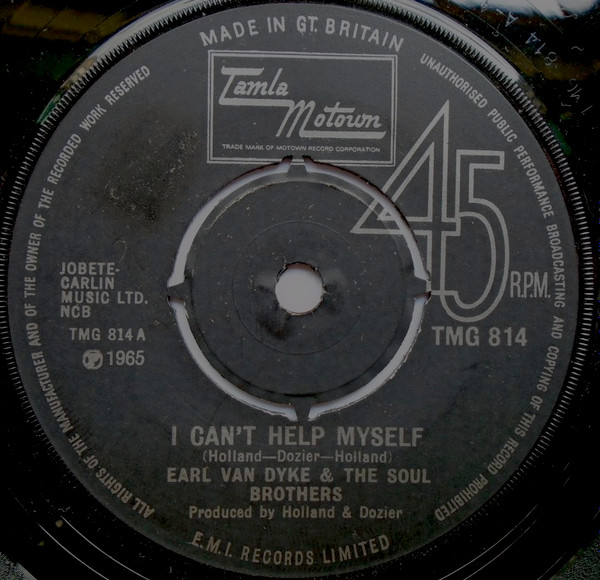 MADE IN GT. BRITAIN
Tamla
Motown
TRADE MARK OF MOTOWN RECORD CORPORATION
UNAUTHORISED PUBLIC PERFORMANCE BROADCASTING AND COPYING OF THIS RECORD PROHIBITED
ALL RIGHTS OF THE MANUFACTURER AND OF THE OWNER OF THE RECORDED WORK RESERVED
45
R.P.M.
JOBETE-
CARLIN
MUSIC LTD.
NCB
TMG 814 A
Ⓟ 1965
TMG 814
I CAN'T HELP MYSELF
(Holland—Dozier—Holland)
EARL VAN DYKE & THE SOUL
BROTHERS
Produced by Holland & Dozier
E.M.I. RECORDS LIMITED